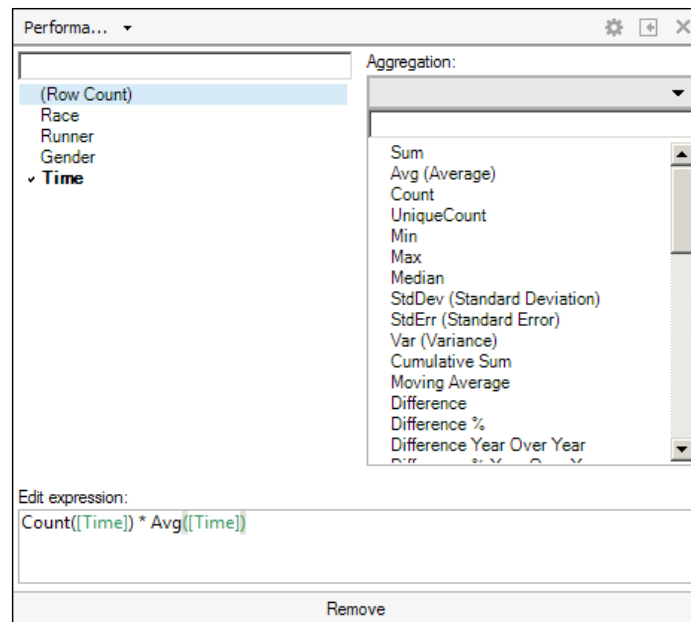 Performa...
(Row Count)
Race
Runner
Gender
Time
Aggregation:
Sum
Avg (Average)
Count
UniqueCount
Min
Max
Median
StdDev (Standard Deviation)
StdErr (Standard Error)
Var (Variance)
Cumulative Sum
Moving Average
Difference
Difference %
Difference Year Over Year
Edit expression:
Count([Time]) * Avg([Time])
Remove